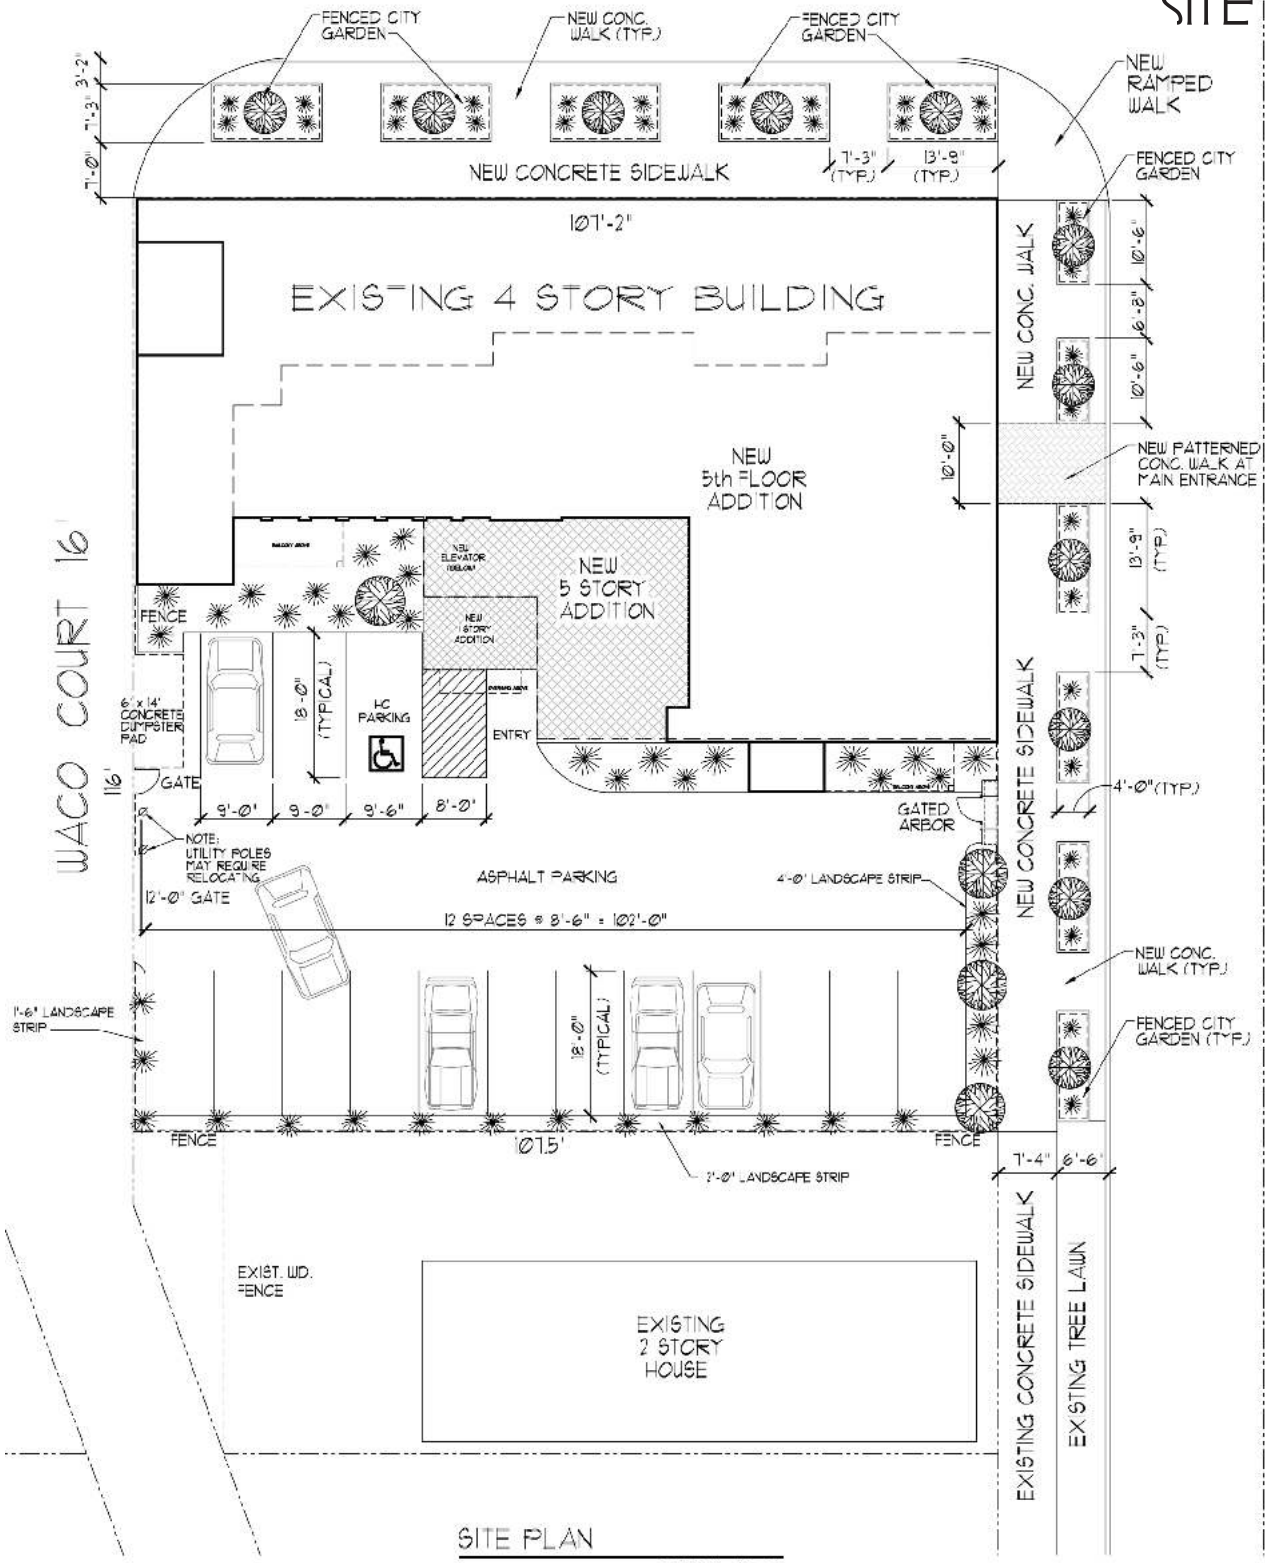 SITE
FENCED CITY
GARDEN
NEW CONC.
WALK (TYP.)
FENCED CITY
GARDEN
NEW
RAMPED
WALK
3'-2"
7'-3"
7'-0"
NEW CONCRETE SIDEWALK
7'-3"
(TYP.)
13'-9"
(TYP.)
FENCED CITY
GARDEN
107'-2"
EXISTING 4 STORY BUILDING
NEW CONC. WALK
10'-6"
6'-8"
10'-6"
10'-0"
NEW
5th FLOOR
ADDITION
NEW PATTERNED
CONC. WALK AT
MAIN ENTRANCE
WACO COURT 16'
BALCONY ABOVE
NEW
ELEVATOR
(BELOW)
NEW
5 STORY
ADDITION
NEW
1 STORY
ADDITION
13'-9"
(TYP.)
7'-3"
(TYP.)
FENCE
6' x 14'
CONCRETE
DUMPSTER
PAD
18'-0"
(TYPICAL)
HC
PARKING
OVERHANG ABOVE
ENTRY
NEW CONCRETE SIDEWALK
116'
GATE
9'-0"
9'-0"
9'-6"
8'-0"
BALCONY ABOVE
GATED
ARBOR
4'-0" (TYP.)
NOTE:
UTILITY POLES
MAY REQUIRE
RELOCATING
12'-0" GATE
ASPHALT PARKING
4'-0" LANDSCAPE STRIP
12 SPACES @ 8'-6" = 102'-0"
NEW CONC.
WALK (TYP.)
1'-6" LANDSCAPE
STRIP
18'-0"
(TYPICAL)
FENCED CITY
GARDEN (TYP.)
FENCE
107.5'
FENCE
2'-0" LANDSCAPE STRIP
7'-4"
6'-6"
EXIST. WD.
FENCE
EXISTING
2 STORY
HOUSE
EXISTING CONCRETE SIDEWALK
EXISTING TREE LAWN
SITE PLAN